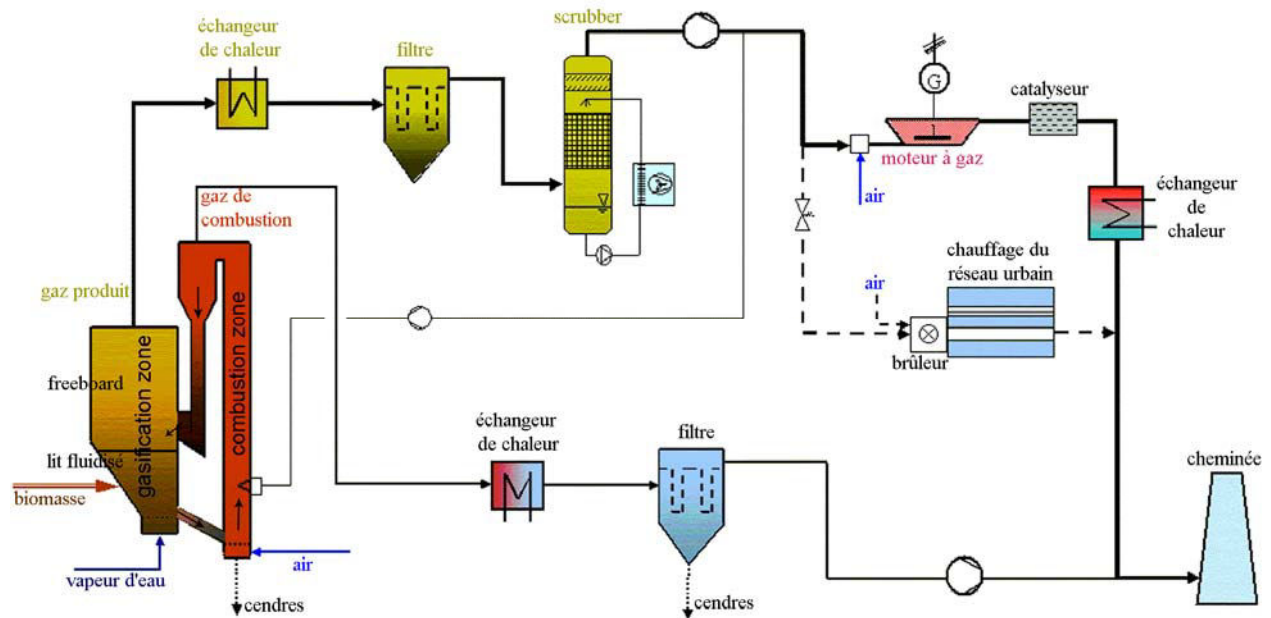 échangeur
de chaleur
filtre
scrubber
G
catalyseur
moteur à gaz
air
échangeur
de
chaleur
gaz de
combustion
gaz produit
chauffage du
réseau urbain
air
brûleur
freeboard
gasification zone
combustion zone
lit fluidisé
biomasse
vapeur d'eau
air
cendres
échangeur
de chaleur
filtre
cendres
cheminée